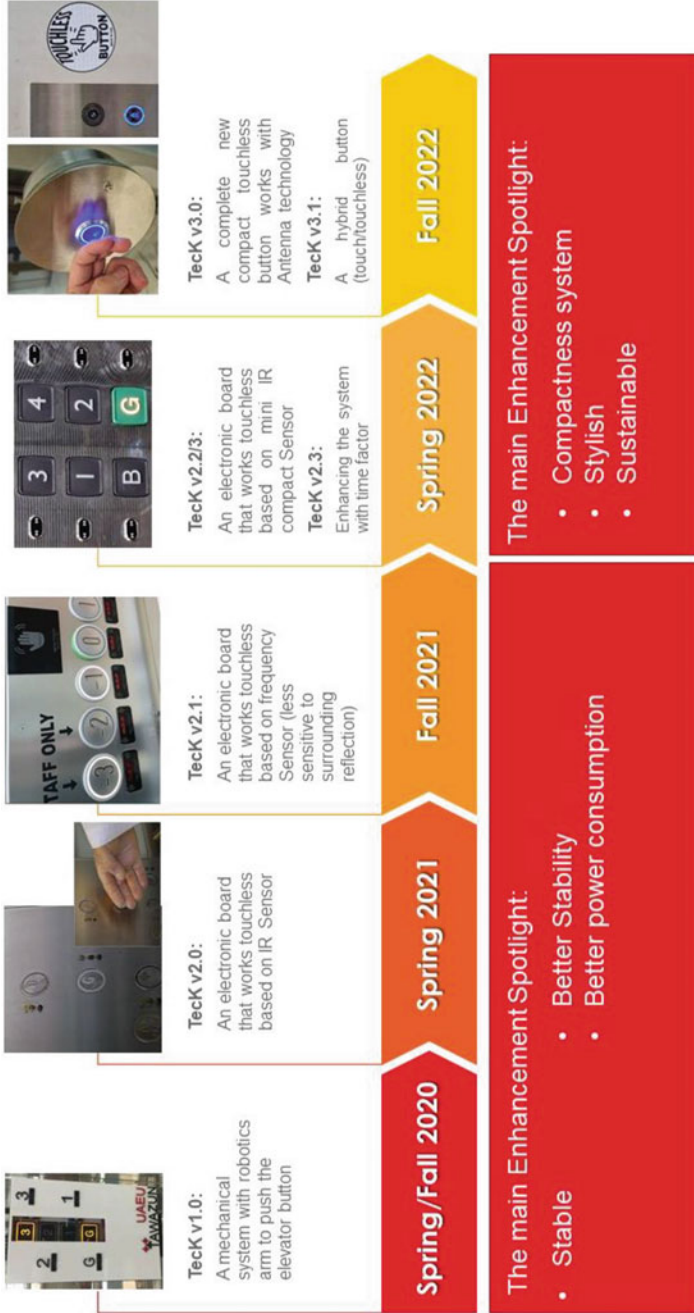 3
2
1
G
3
G
UAEU
TAWAZUN
TecK v1.0:
A mechanical
system with robotics
arm to push the
elevator button
Spring/Fall 2020
G
TecK v2.0:
An electronic board
that works touchless
based on IR Sensor
Spring 2021
TAFF ONLY
-3
-2
-1
0
1
TecK v2.1:
An electronic board
that works touchless
based on frequency
Sensor (less
sensitive to
surrounding
reflection)
Fall 2021
3
4
1
2
B
G
TecK v2.2/3:
An electronic board
that works touchless
based on mini IR
compact Sensor
TecK v2.3:
Enhancing the system
with time factor
Spring 2022
TOUCHLESS
BUTTON
TecK v3.0:
A complete new
compact touchless
button works with
Antenna technology
TecK v3.1:
A hybrid button
(touch/touchless)
Fall 2022
The main Enhancement Spotlight:
• Stable
• Better Stability
• Better power consumption
The main Enhancement Spotlight:
• Compactness system
• Stylish
• Sustainable